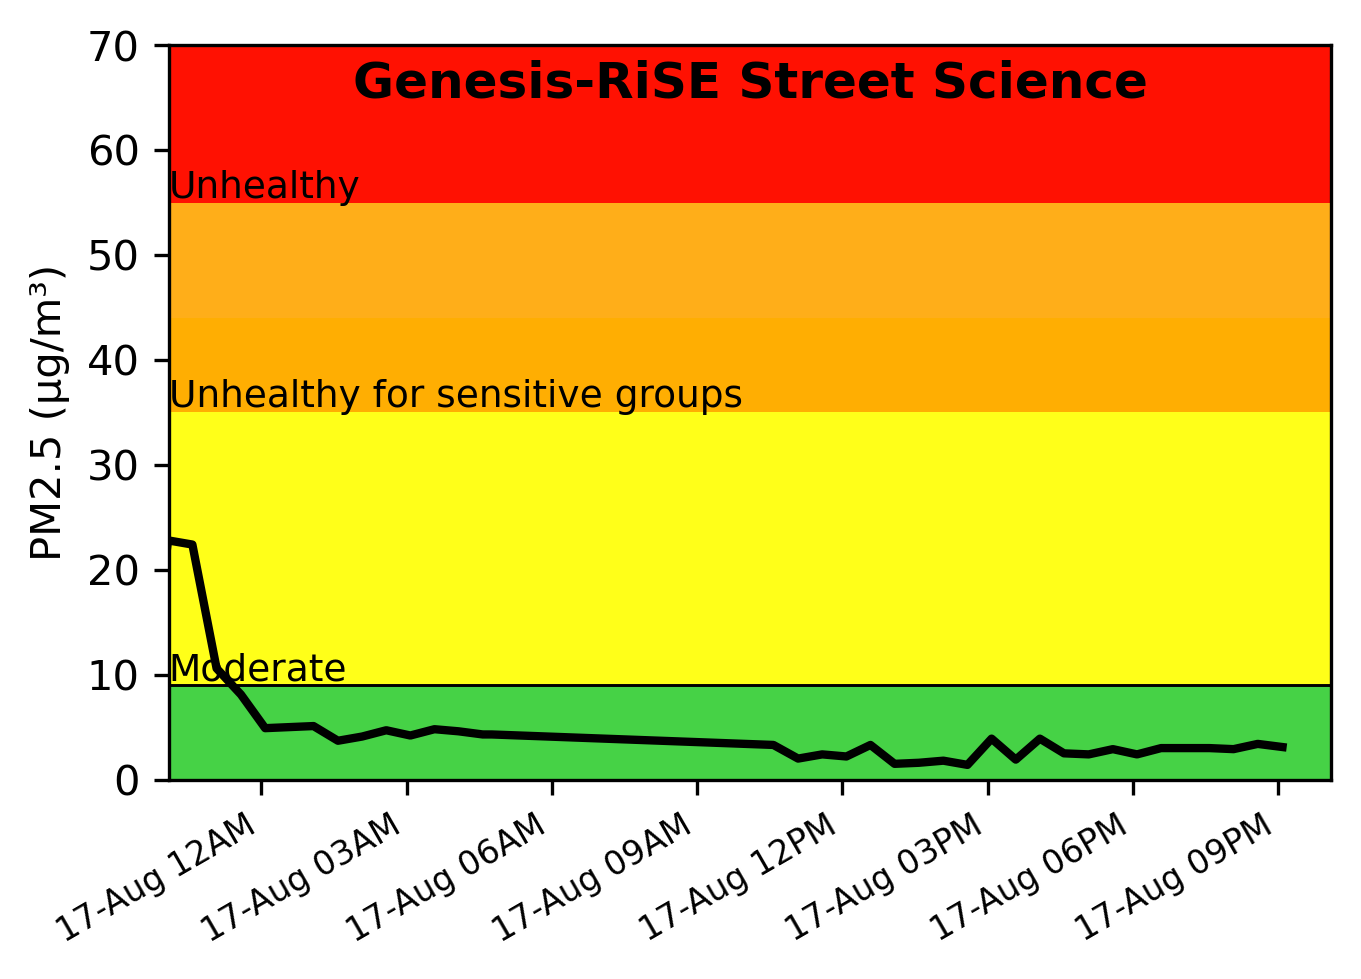 Genesis-RiSE Street Science
70
60
Unhealthy
50
40
Unhealthy for sensitive groups
30
20
10
Moderate
0
PM2.5 (µg/m³)
17-Aug 12AM
17-Aug 03AM
17-Aug 06AM
17-Aug 09AM
17-Aug 12PM
17-Aug 03PM
17-Aug 06PM
17-Aug 09PM